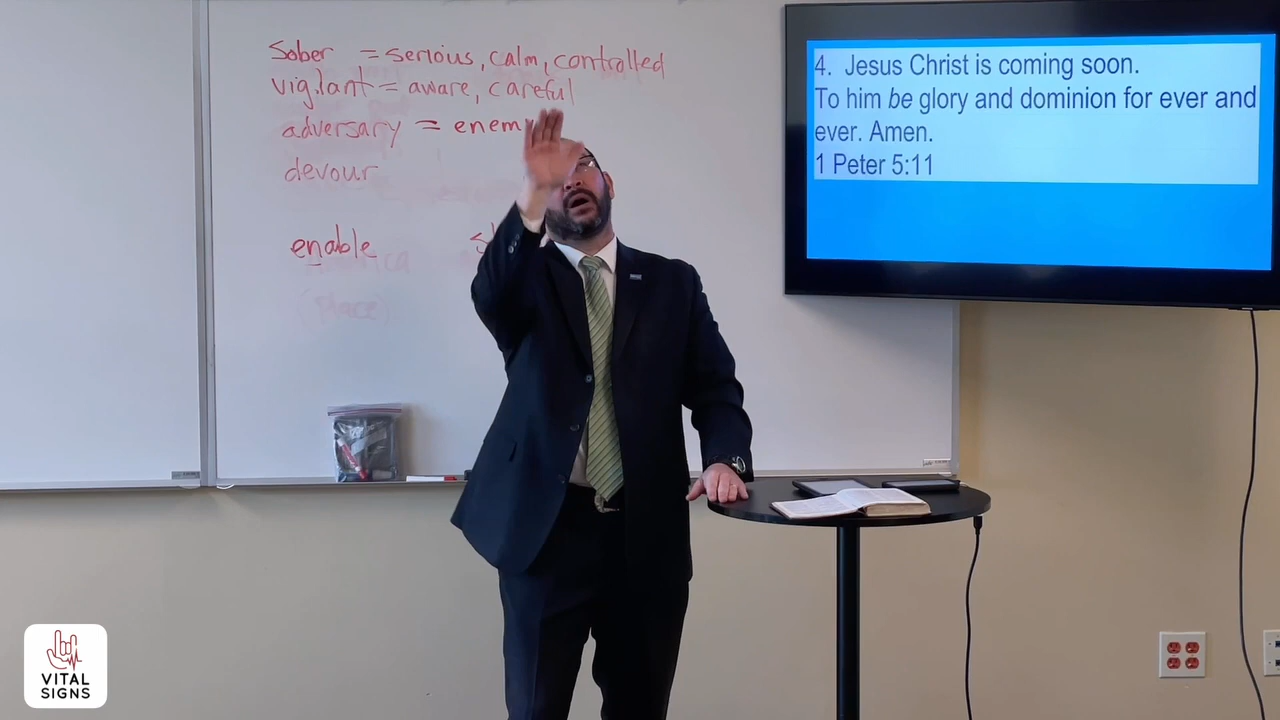 Sober = serious, calm, controlled
vigilant = aware, careful
adversary = enemy
devour
enable
4. Jesus Christ is coming soon.
To him be glory and dominion for ever and
ever. Amen.
1 Peter 5:11
VITAL
SIGNS